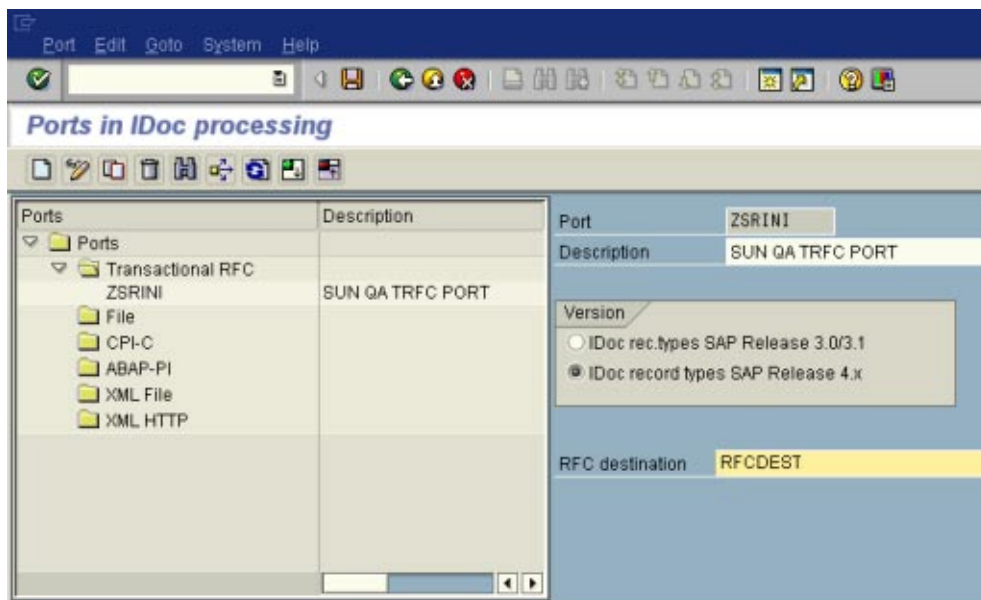 Port Edit Goto System Help
Ports in IDoc processing
Ports Description
Ports
Transactional RFC
ZSRINI SUN QA TRFC PORT
File
CPI-C
ABAP-PI
XML File
XML HTTP
Port ZSRINI
Description SUN QA TRFC PORT
Version
IDoc rec.types SAP Release 3.0/3.1
IDoc record types SAP Release 4.x
RFC destination RFCDEST